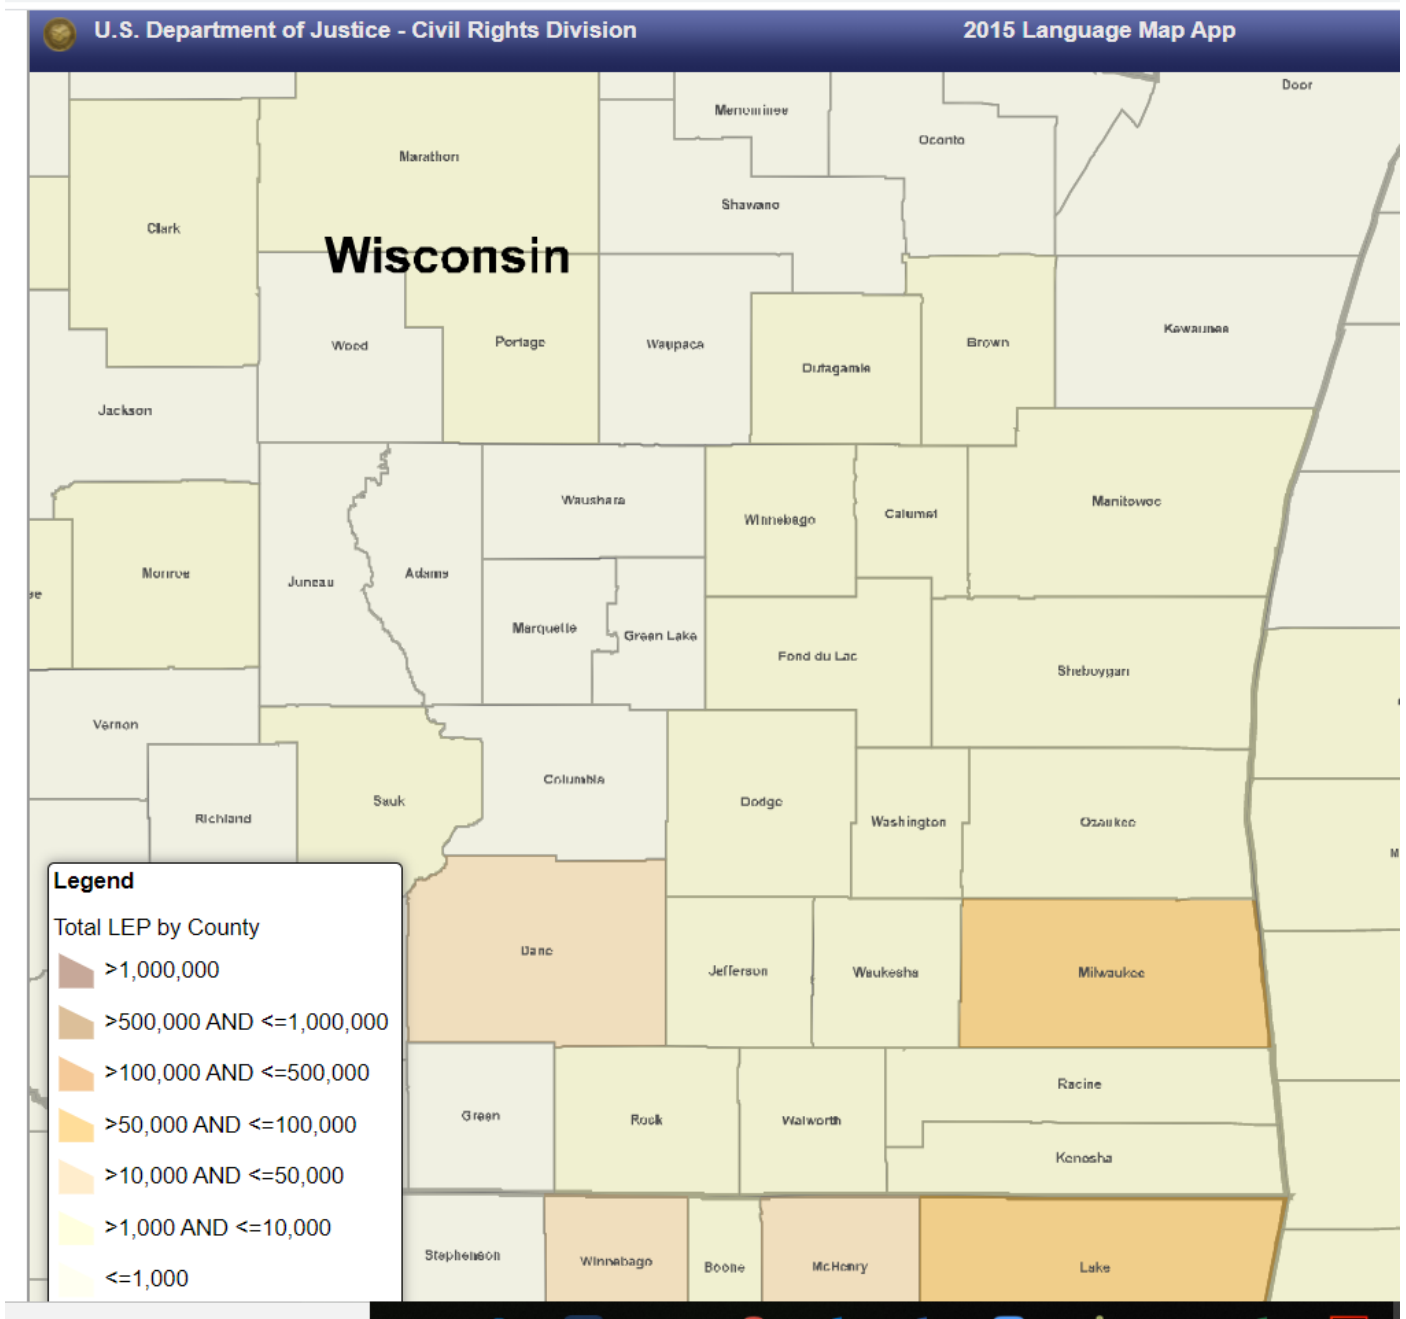 U.S. Department of Justice - Civil Rights Division
2015 Language Map App
Door
Menominee
Oconto
Marathon
Shawano
Clark
Wisconsin
Kewaunee
Wood
Portage
Waupaca
Brown
Outagamie
Jackson
Waushara
Manitowoc
Winnebago
Calumet
Monroe
Juneau
Adams
ee
Marquette
Green Lake
Fond du Lac
Sheboygan
Vernon
Columbia
Sauk
Dodge
Richland
Washington
Ozaukee
M
Legend
Total LEP by County
>1,000,000
>500,000 AND <=1,000,000
>100,000 AND <=500,000
>50,000 AND <=100,000
>10,000 AND <=50,000
>1,000 AND <=10,000
<=1,000
Dane
Jefferson
Waukesha
Milwaukee
Racine
Green
Rock
Walworth
Kenosha
Stephenson
Winnebago
Boone
McHenry
Lake